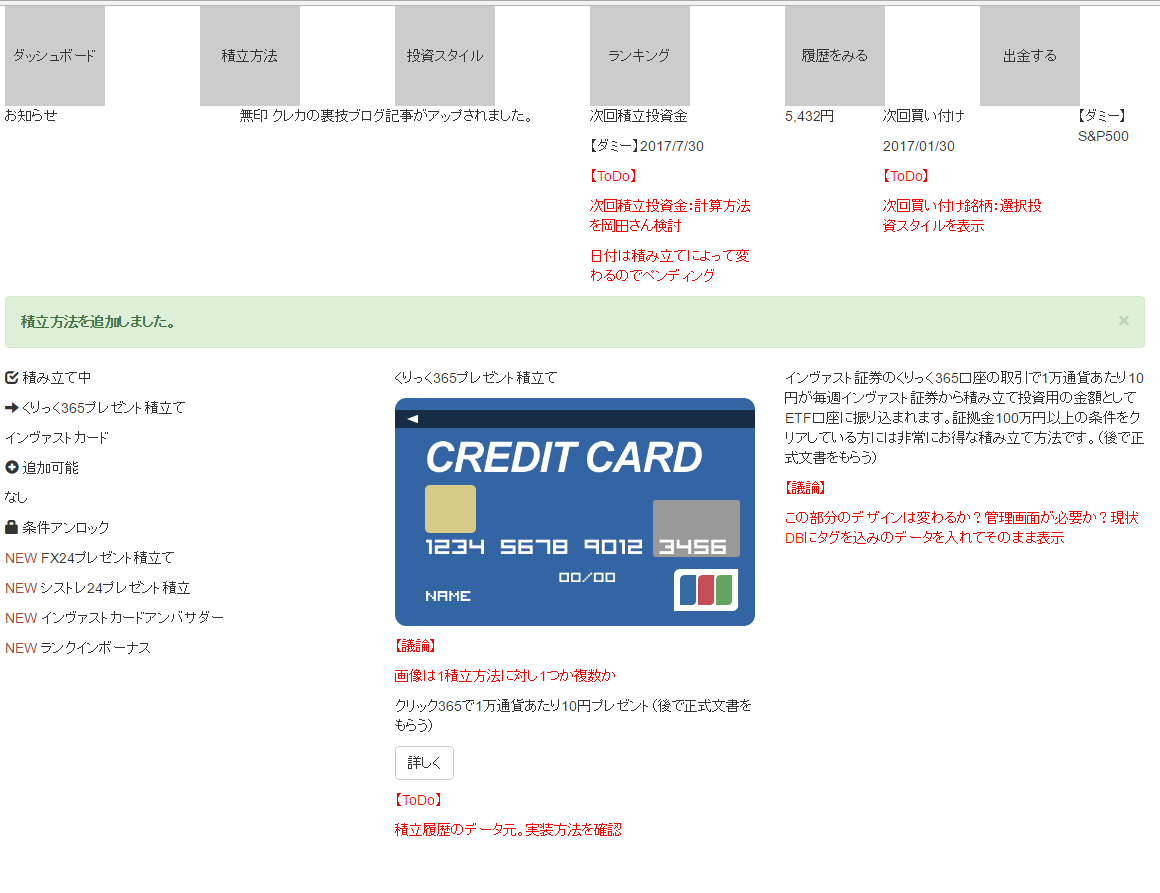 ダッシュボード
積立方法
投資スタイル
ランキング
履歴をみる
出金する
お知らせ
無印 クレカの裏技ブログ記事がアップされました。
次回積立投資金
【ダミー】2017/7/30
【ToDo】
次回積立投資金：計算方法
を岡田さん検討
日付は積み立てによって変
わるのでペンディング
5,432円
次回買い付け
2017/01/30
【ToDo】
次回買い付け銘柄：選択投
資スタイルを表示
【ダミー】
S&P500
積立方法を追加しました。
×
積み立て中
くりっく365プレゼント積立て
インヴァストカード
追加可能
なし
条件アンロック
NEW FX24プレゼント積立て
NEW シストレ24プレゼント積立
NEW インヴァストカードアンバサダー
NEW ランクインボーナス
くりっく365プレゼント積立て
CREDIT CARD
1234 5678 9012 3456
00/00
NAME
【議論】
画像は1積立方法に対し1つか複数か
クリック365で1万通貨あたり10円プレゼント（後で正式文書を
もらう）
詳しく
【ToDo】
積立履歴のデータ元。実装方法を確認
インヴァスト証券のくりっく365口座の取引で1万通貨あたり10
円が毎週インヴァスト証券から積み立て投資用の金額として
ETF口座に振り込まれます。証拠金100万円以上の条件をク
リアしている方には非常にお得な積み立て方法です。（後で正
式文書をもらう）
【議論】
この部分のデザインは変わるか？管理画面が必要か？現状
DBにタグを込みのデータを入れてそのまま表示